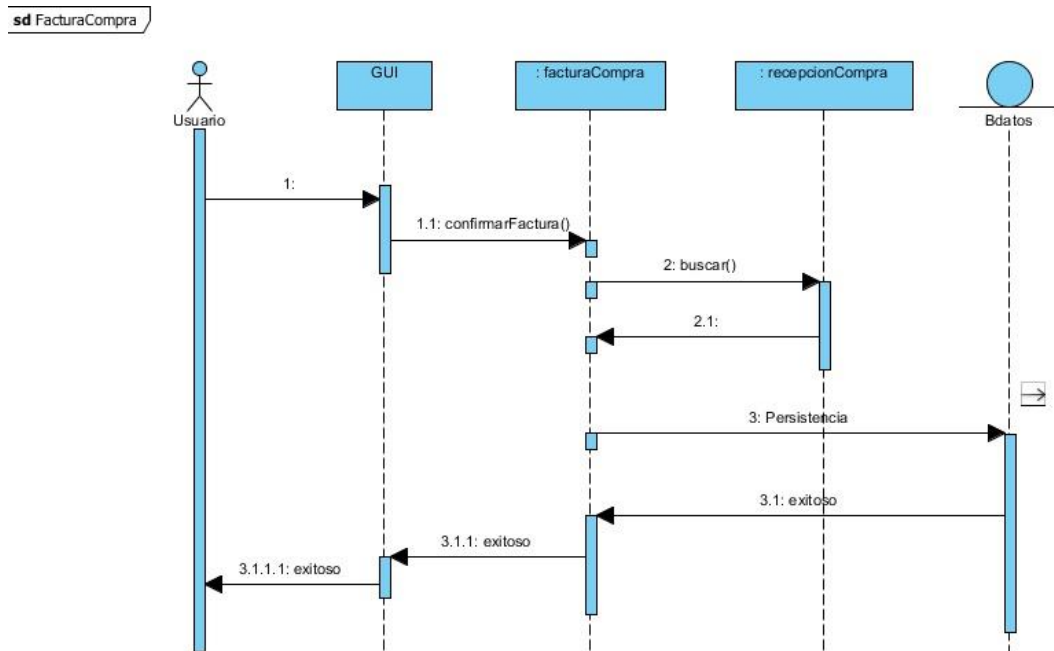 sd FacturaCompra
GUI
: facturaCompra
: recepcionCompra
Usuario
Bdatos
1:
1.1: confirmarFactura()
2: buscar()
2.1:
3: Persistencia
3.1: exitoso
3.1.1: exitoso
3.1.1.1: exitoso